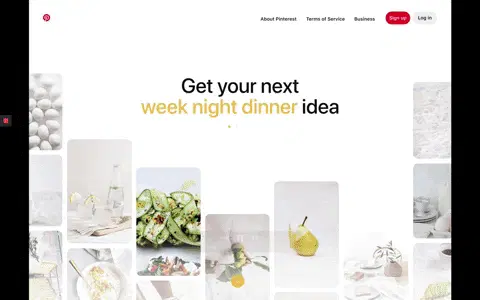 About Pinterest
Terms of Service
Business
Sign up
Log in
Get your next
week night dinner idea